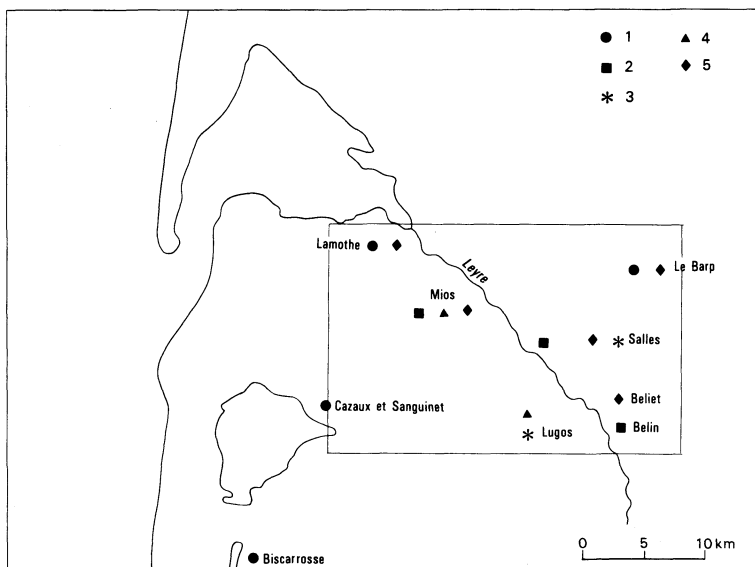 1 4
2 5
3
Lamothe
Leyre
Le Barp
Mios
Salles
Cazaux et Sanguinet
Beliet
Lugos
Belin
0 5 10 km
Biscarrosse